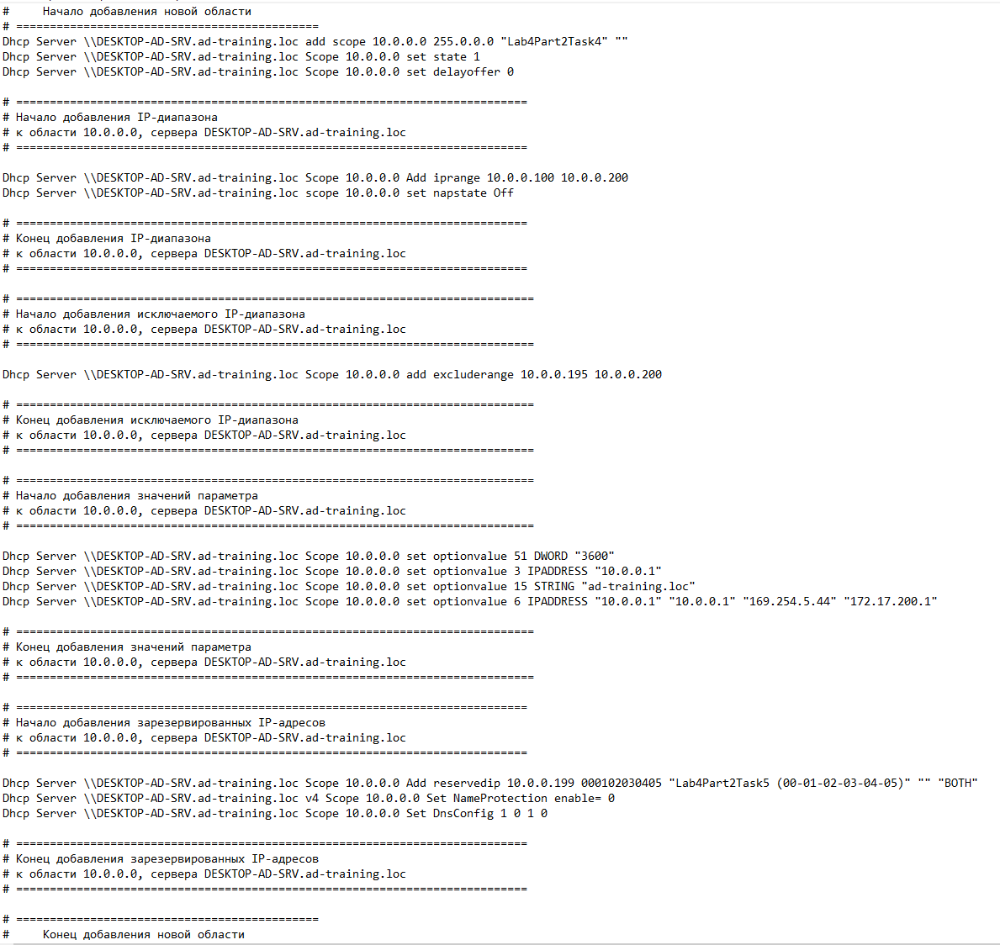 #     Начало добавления новой области
# =============================================
Dhcp Server \\DESKTOP-AD-SRV.ad-training.loc add scope 10.0.0.0 255.0.0.0 "Lab4Part2Task4" ""
Dhcp Server \\DESKTOP-AD-SRV.ad-training.loc Scope 10.0.0.0 set state 1
Dhcp Server \\DESKTOP-AD-SRV.ad-training.loc Scope 10.0.0.0 set delayoffer 0
# ============================================================================
# Начало добавления IP-диапазона
# к области 10.0.0.0, сервера DESKTOP-AD-SRV.ad-training.loc
# ============================================================================
Dhcp Server \\DESKTOP-AD-SRV.ad-training.loc Scope 10.0.0.0 Add iprange 10.0.0.100 10.0.0.200
Dhcp Server \\DESKTOP-AD-SRV.ad-training.loc scope 10.0.0.0 set napstate Off
# ============================================================================
# Конец добавления IP-диапазона
# к области 10.0.0.0, сервера DESKTOP-AD-SRV.ad-training.loc
# ============================================================================
# =============================================================================
# Начало добавления исключаемого IP-диапазона
# к области 10.0.0.0, сервера DESKTOP-AD-SRV.ad-training.loc
# =============================================================================
Dhcp Server \\DESKTOP-AD-SRV.ad-training.loc Scope 10.0.0.0 add excluderange 10.0.0.195 10.0.0.200
# =============================================================================
# Конец добавления исключаемого IP-диапазона
# к области 10.0.0.0, сервера DESKTOP-AD-SRV.ad-training.loc
# =============================================================================
# =============================================================================
# Начало добавления значений параметра
# к области 10.0.0.0, сервера DESKTOP-AD-SRV.ad-training.loc
# =============================================================================
Dhcp Server \\DESKTOP-AD-SRV.ad-training.loc Scope 10.0.0.0 set optionvalue 51 DWORD "3600"
Dhcp Server \\DESKTOP-AD-SRV.ad-training.loc Scope 10.0.0.0 set optionvalue 3 IPADDRESS "10.0.0.1"
Dhcp Server \\DESKTOP-AD-SRV.ad-training.loc Scope 10.0.0.0 set optionvalue 15 STRING "ad-training.loc"
Dhcp Server \\DESKTOP-AD-SRV.ad-training.loc Scope 10.0.0.0 set optionvalue 6 IPADDRESS "10.0.0.1" "10.0.0.1" "169.254.5.44" "172.17.200.1"
# =============================================================================
# Конец добавления значений параметра
# к области 10.0.0.0, сервера DESKTOP-AD-SRV.ad-training.loc
# =============================================================================
# ============================================================================
# Начало добавления зарезервированных IP-адресов
# к области 10.0.0.0, сервера DESKTOP-AD-SRV.ad-training.loc
# ============================================================================
Dhcp Server \\DESKTOP-AD-SRV.ad-training.loc Scope 10.0.0.0 Add reservedip 10.0.0.199 000102030405 "Lab4Part2Task5 (00-01-02-03-04-05)" "" "BOTH"
Dhcp Server \\DESKTOP-AD-SRV.ad-training.loc v4 Scope 10.0.0.0 Set NameProtection enable= 0
Dhcp Server \\DESKTOP-AD-SRV.ad-training.loc Scope 10.0.0.0 Set DnsConfig 1 0 1 0
# ============================================================================
# Конец добавления зарезервированных IP-адресов
# к области 10.0.0.0, сервера DESKTOP-AD-SRV.ad-training.loc
# ============================================================================
# =============================================
#     Конец добавления новой области